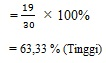 = 19/30 × 100%
= 63,33 % (Tinggi)